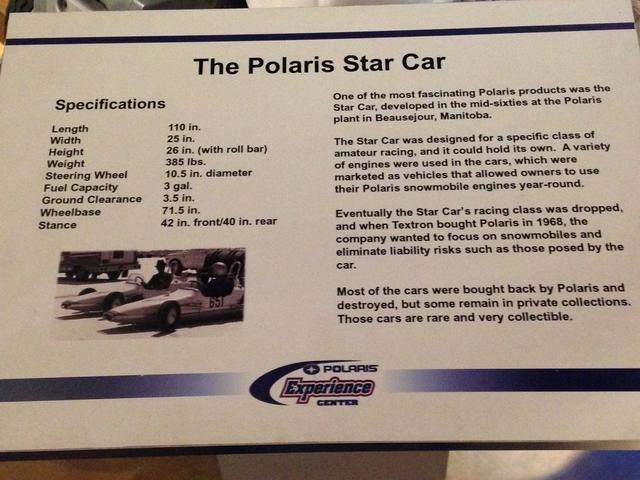 The Polaris Star Car
Specifications
Length 110 in.
Width 25 in.
Height 26 in. (with roll bar)
Weight 385 lbs.
Steering Wheel 10.5 in. diameter
Fuel Capacity 3 gal.
Ground Clearance 3.5 in.
Wheelbase 71.5 in.
Stance 42 in. front/40 in. rear
651
One of the most fascinating Polaris products was the
Star Car, developed in the mid-sixties at the Polaris
plant in Beausejour, Manitoba.
The Star Car was designed for a specific class of
amateur racing, and it could hold its own. A variety
of engines were used in the cars, which were
marketed as vehicles that allowed owners to use
their Polaris snowmobile engines year-round.
Eventually the Star Car's racing class was dropped,
and when Textron bought Polaris in 1968, the
company wanted to focus on snowmobiles and
eliminate liability risks such as those posed by the
car.
Most of the cars were bought back by Polaris and
destroyed, but some remain in private collections.
Those cars are rare and very collectible.
POLARIS
Experience
CENTER